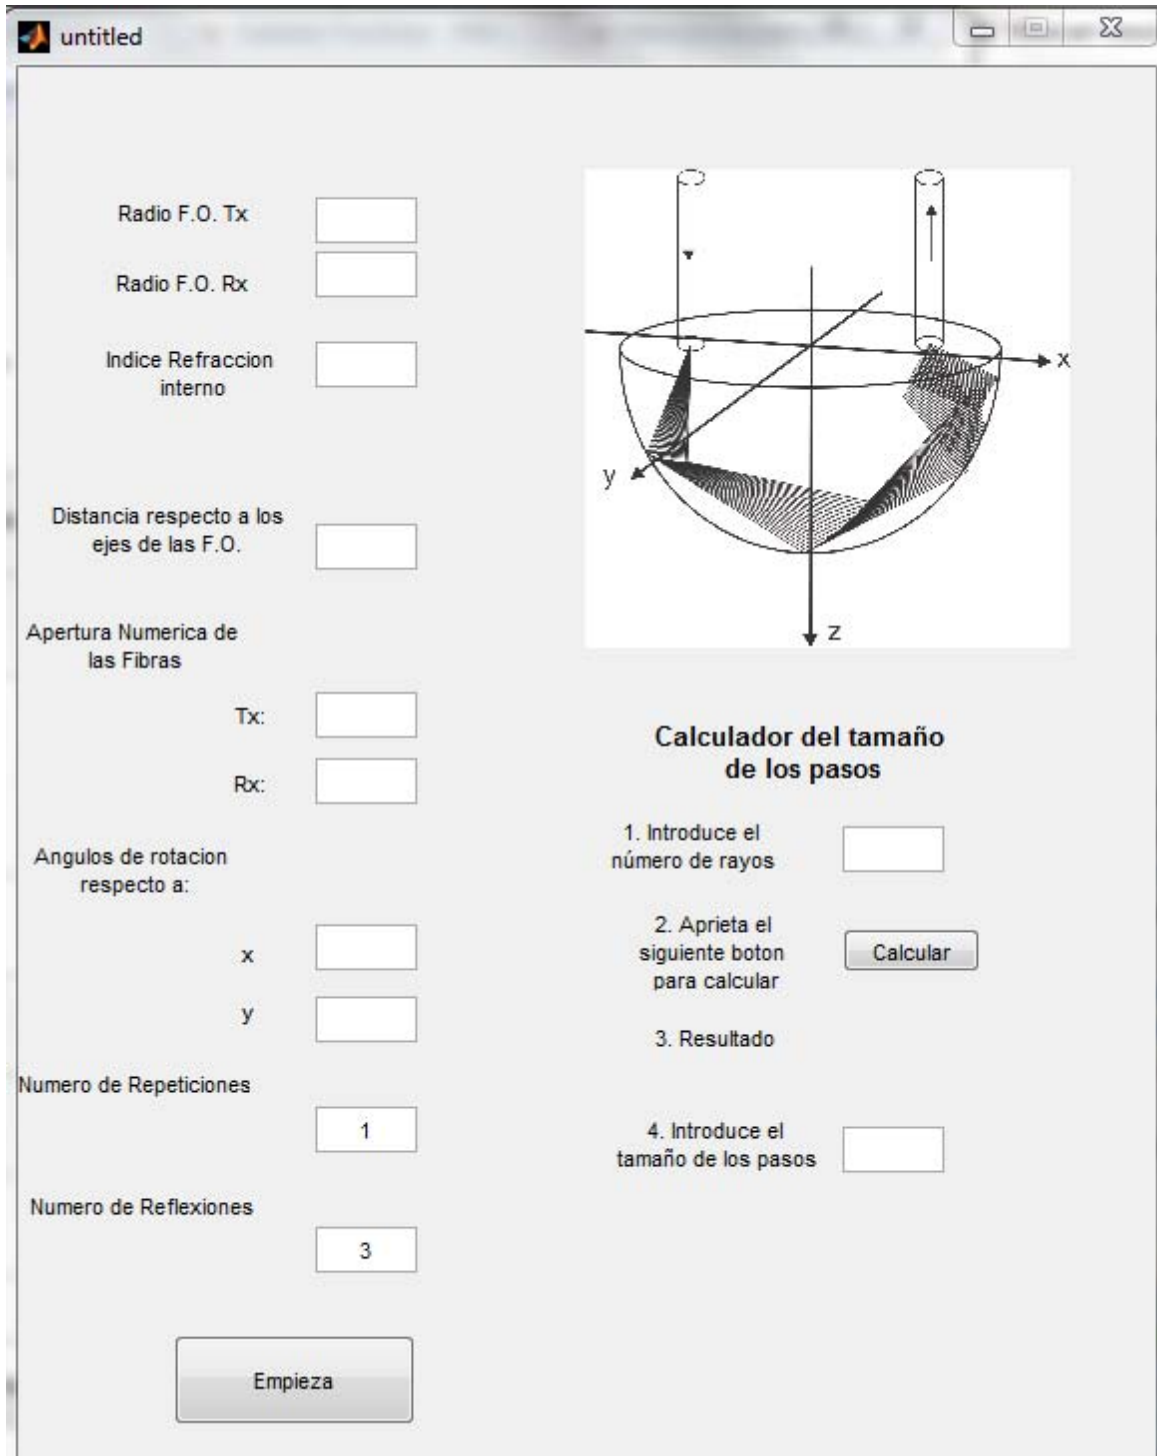 untitled
Radio F.O. Tx
Radio F.O. Rx
Indice Refraccion
interno
Distancia respecto a los
ejes de las F.O.
Apertura Numerica de
las Fibras
Tx:
Rx:
Angulos de rotacion
respecto a:
x
y
Numero de Repeticiones
1
Numero de Reflexiones
3
Empieza
x
y
z
Calculador del tamaño
de los pasos
1. Introduce el
número de rayos
2. Aprieta el
siguiente boton
para calcular
Calcular
3. Resultado
4. Introduce el
tamaño de los pasos